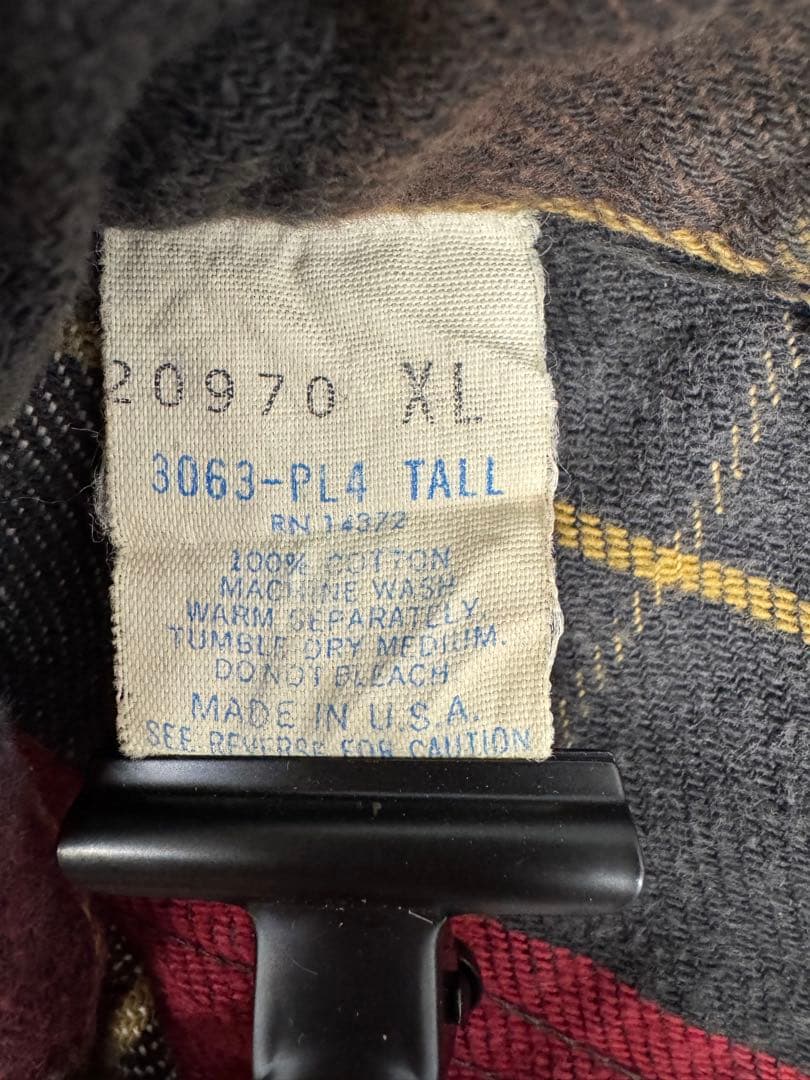 20970 XL
3063-PL4 TALL
RN 14372
100% COTTON
MACHINE WASH
WARM SEPARATELY.
TUMBLE DRY MEDIUM.
DO NOT BLEACH
MADE IN U.S.A.
SEE REVERSE FOR CAUTION